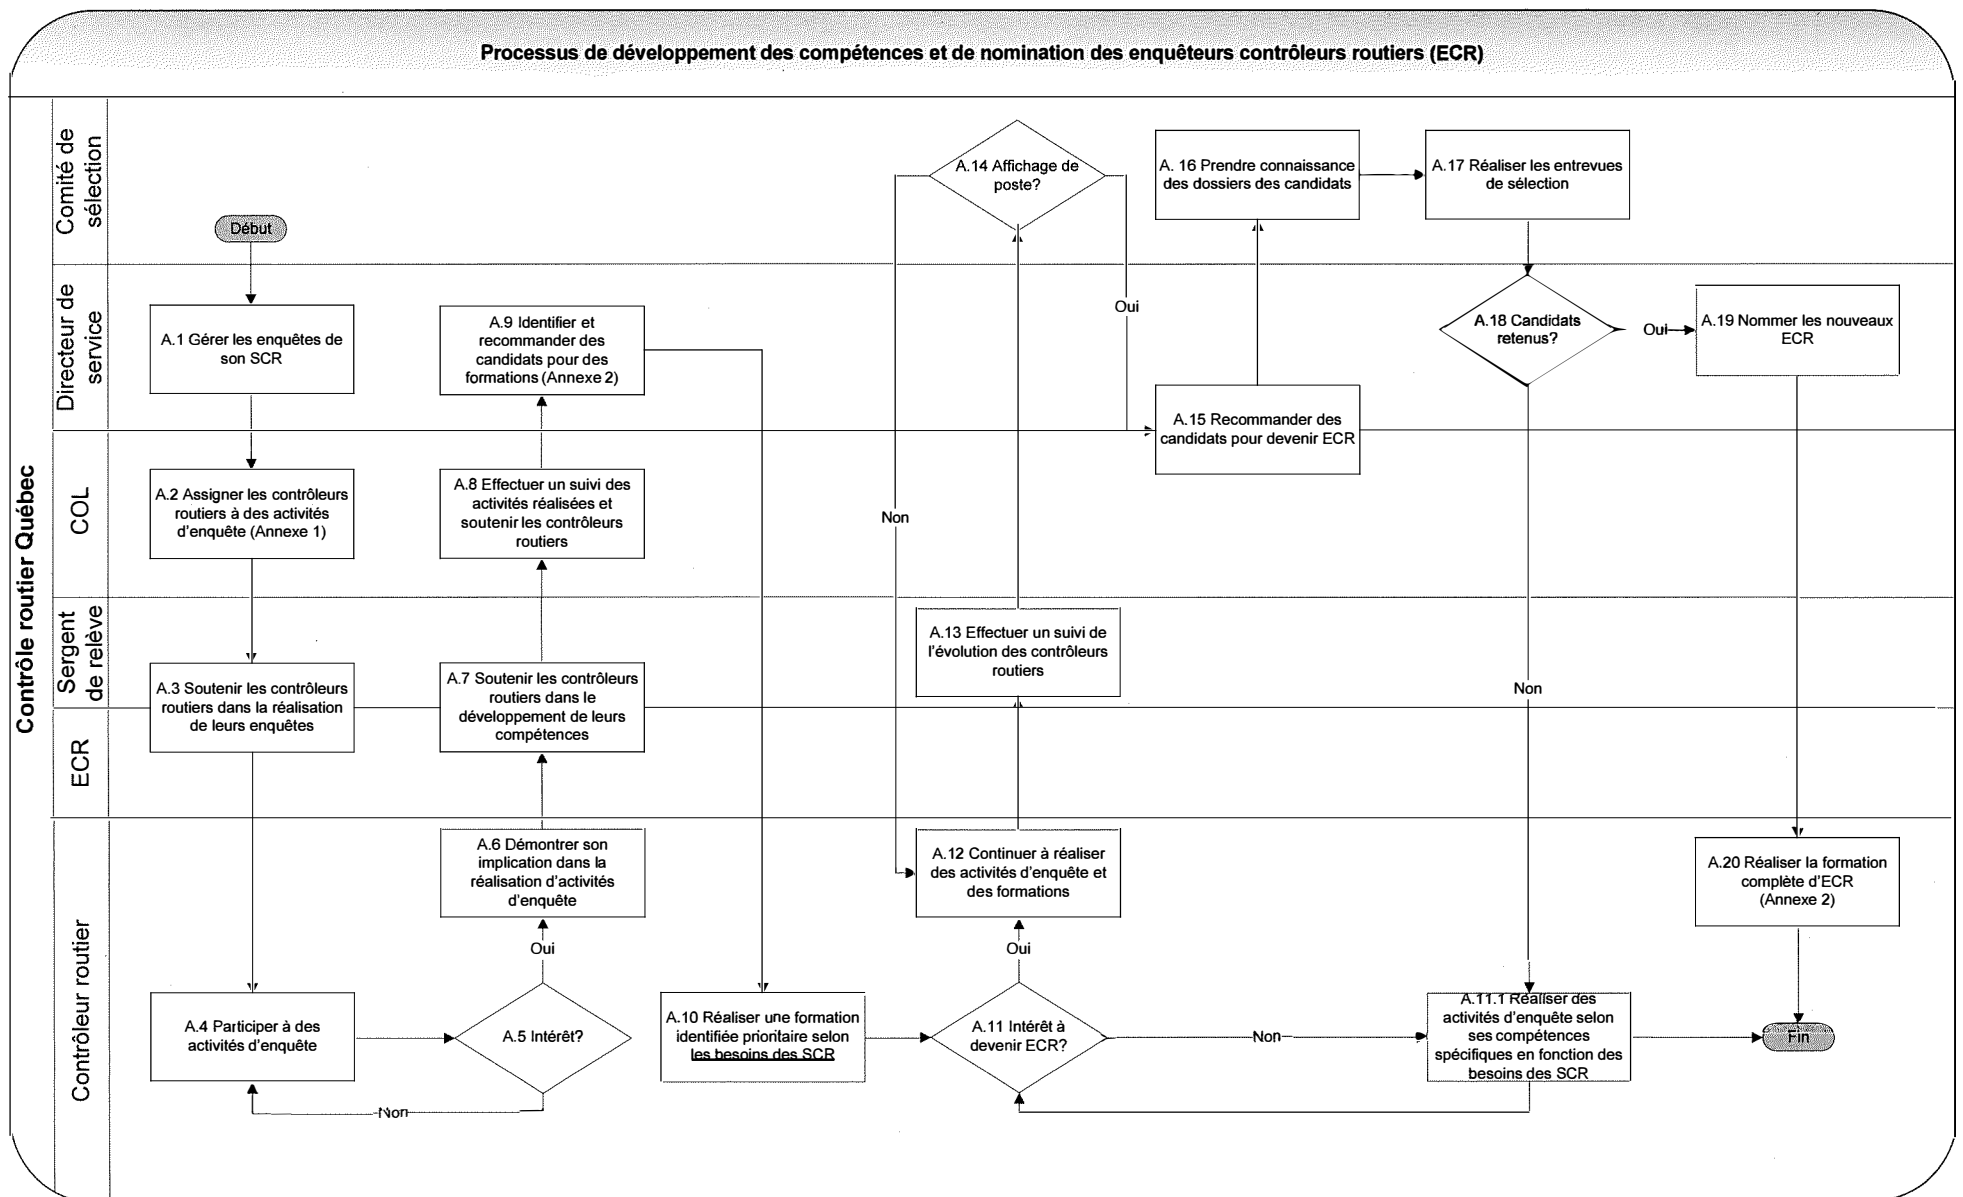 Processus de développement des compétences et de nomination des enquêteurs contrôleurs routiers (ECR)
Contrôle routier Québec
Comité de
sélection
Début
A.14 Affichage de
poste?
A. 16 Prendre connaissance
des dossiers des candidats
A.17 Réaliser les entrevues
de sélection
Directeur de
service
A.1 Gérer les enquêtes de
son SCR
A.9 Identifier et
recommander des
candidats pour des
formations (Annexe 2)
Oui
A.15 Recommander des
candidats pour devenir ECR
A.18 Candidats
retenus?
Oui
A.19 Nommer les nouveaux
ECR
COL
A.2 Assigner les contrôleurs
routiers à des activités
d'enquête (Annexe 1)
A.8 Effectuer un suivi des
activités réalisées et
soutenir les contrôleurs
routiers
Non
Sergent
de relève
A.3 Soutenir les contrôleurs
routiers dans la réalisation
de leurs enquêtes
A.7 Soutenir les contrôleurs
routiers dans le
développement de leurs
compétences
A.13 Effectuer un suivi de
l'évolution des contrôleurs
routiers
Non
ECR
Contrôleur routier
A.6 Démontrer son
implication dans la
réalisation d'activités
d'enquête
Oui
A.12 Continuer à réaliser
des activités d'enquête et
des formations
Oui
A.20 Réaliser la formation
complète d'ECR
(Annexe 2)
A.4 Participer à des
activités d'enquête
A.5 Intérêt?
Non
A.10 Réaliser une formation
identifiée prioritaire selon
les besoins des SCR
A.11 Intérêt à
devenir ECR?
Non
A.11.1 Réaliser des
activités d'enquête selon
ses compétences
spécifiques en fonction des
besoins des SCR
Fin